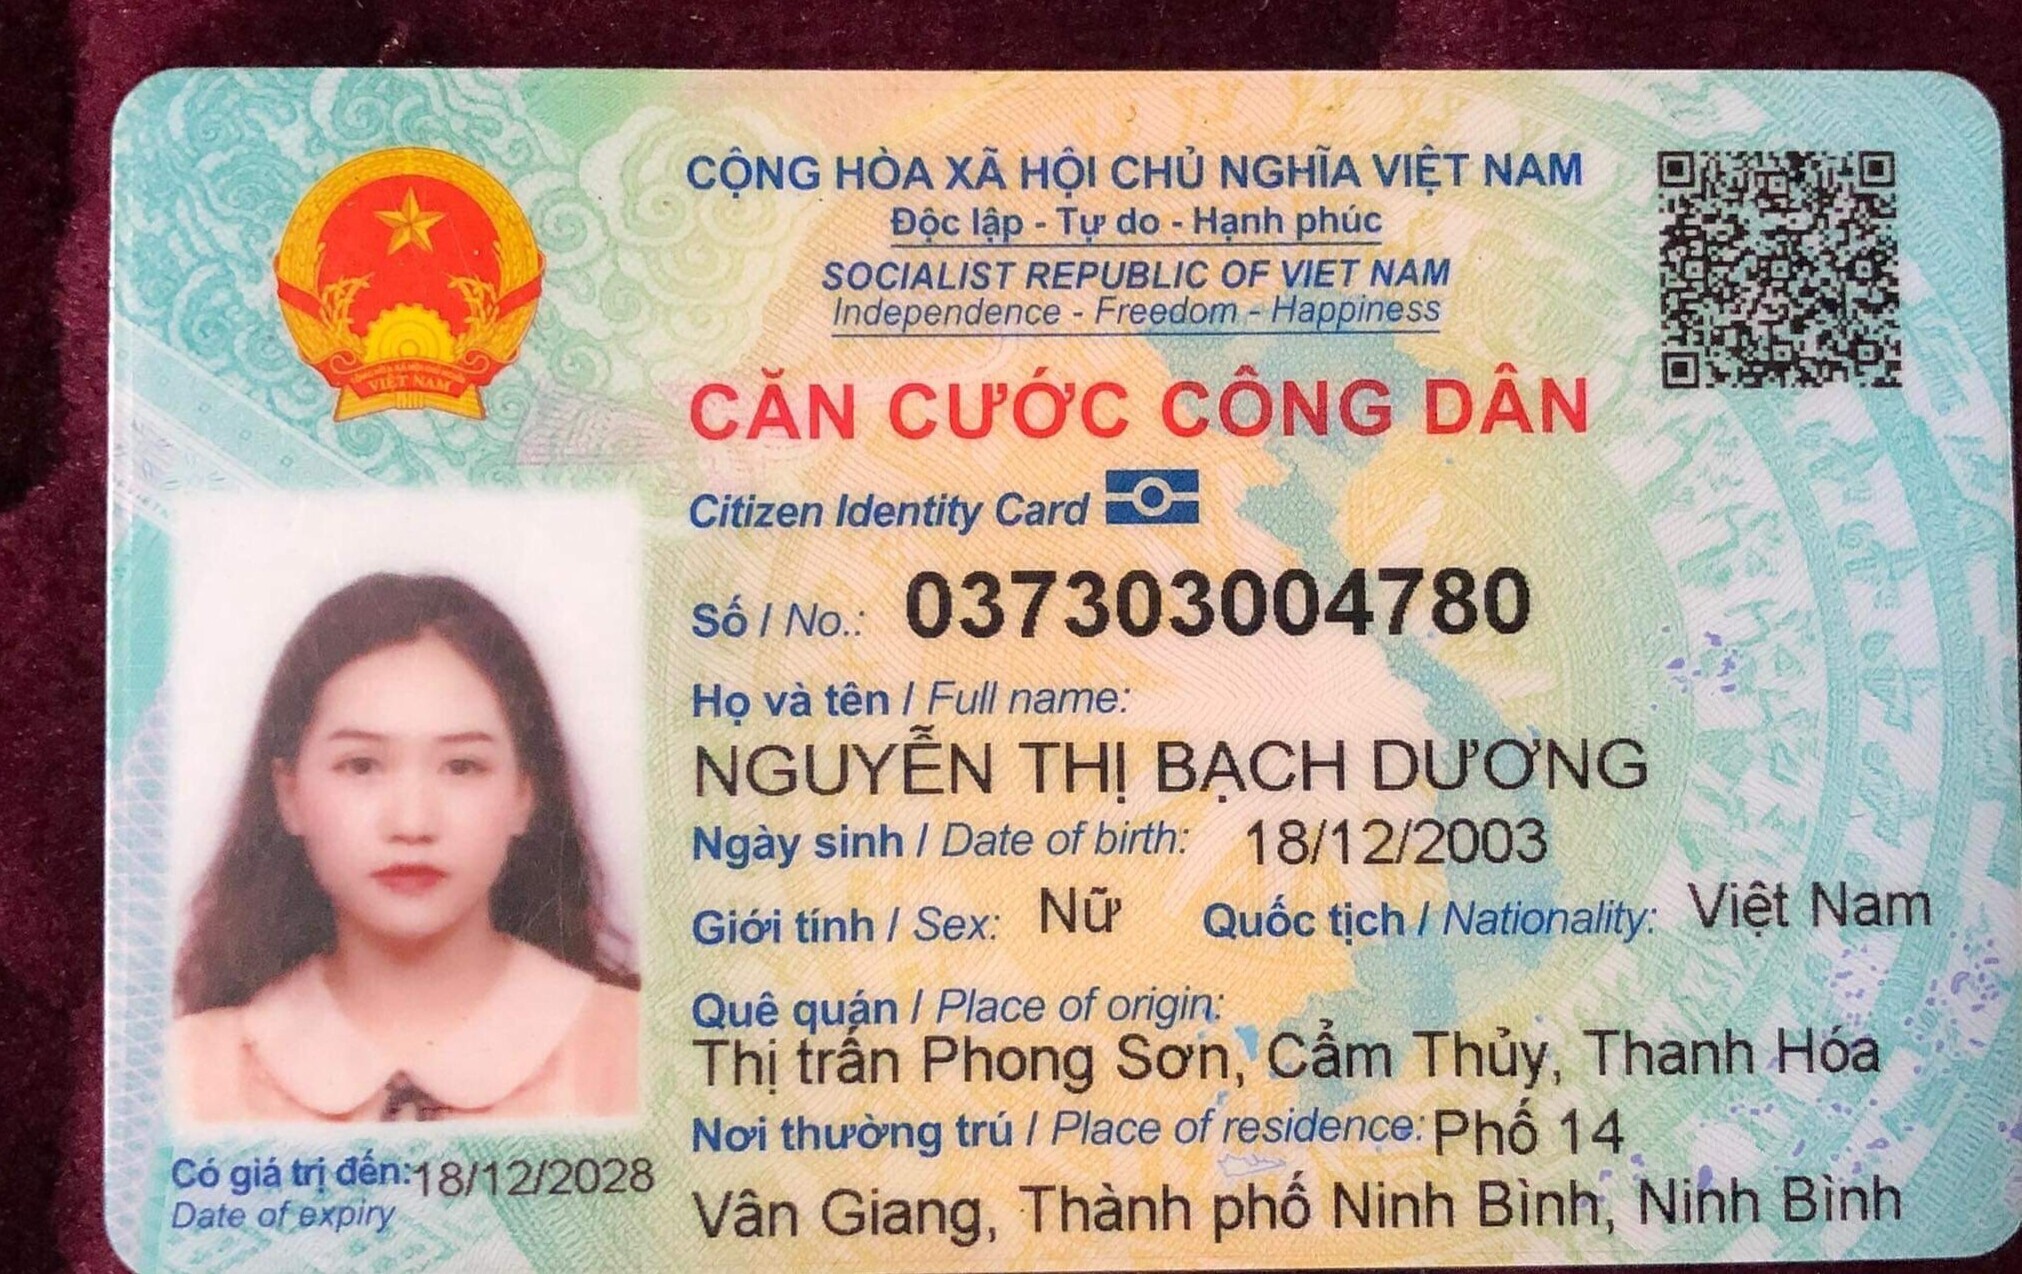 CỘNG HÒA XÃ HỘI CHỦ NGHĨA VIỆT NAM
Độc lập - Tự do - Hạnh phúc
SOCIALIST REPUBLIC OF VIET NAM
Independence - Freedom - Happiness
CĂN CƯỚC CÔNG DÂN
Citizen Identity Card
Số / No.: 037303004780
Họ và tên / Full name:
NGUYỄN THỊ BẠCH DƯƠNG
Ngày sinh / Date of birth: 18/12/2003
Giới tính / Sex: Nữ Quốc tịch / Nationality: Việt Nam
Quê quán / Place of origin:
Thị trấn Phong Sơn, Cẩm Thủy, Thanh Hóa
Nơi thường trú / Place of residence: Phố 14
Vân Giang, Thành phố Ninh Bình, Ninh Bình
Có giá trị đến: 18/12/2028
Date of expiry
VIỆT NAM